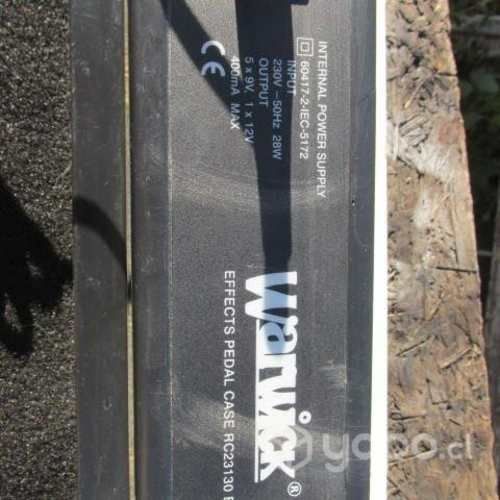 INTERNAL POWER SUPPLY
60417-2-IEC-5172
INPUT
230V ~ 50Hz 28W
OUTPUT
5 x 9V, 1 x 12V
400mA MAX
CE
Warwick®
EFFECTS PEDAL CASE RC23130
yapo.cl